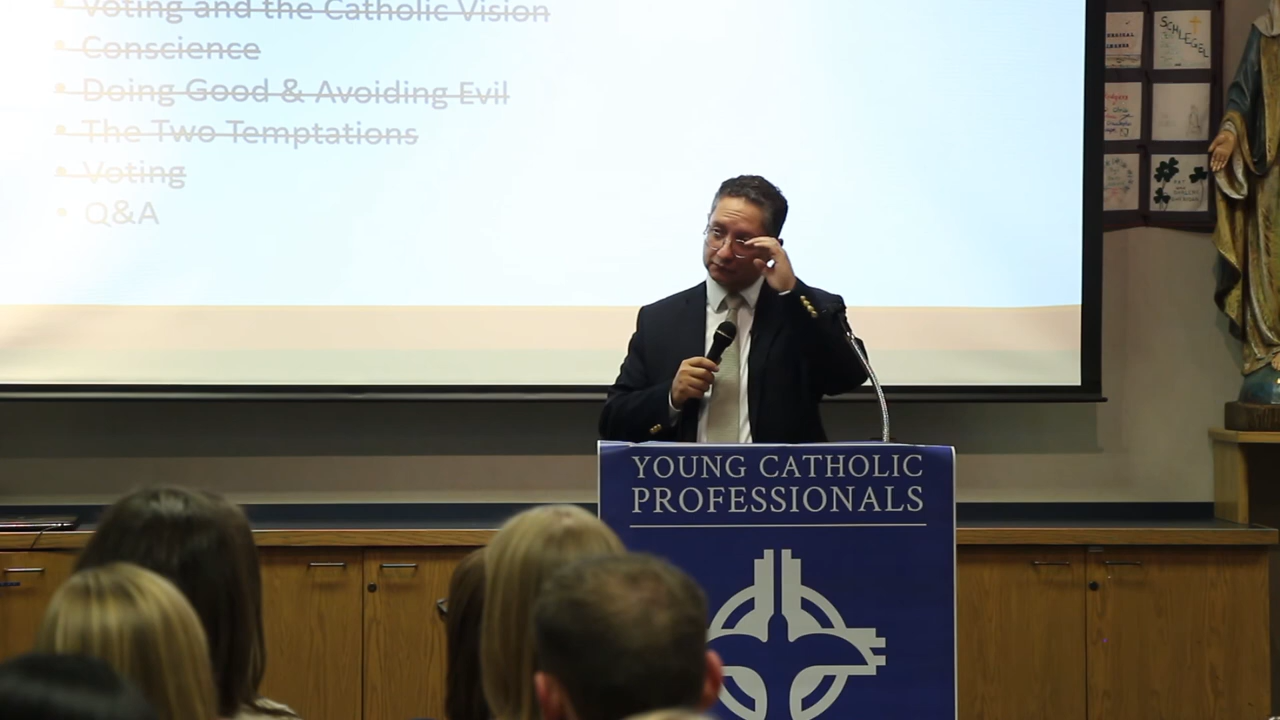 • Voting and the Catholic Vision
• Conscience
• Doing Good & Avoiding Evil
• The Two Temptations
• Voting
• Q&A
SCHLEGEL
YOUNG CATHOLIC
PROFESSIONALS